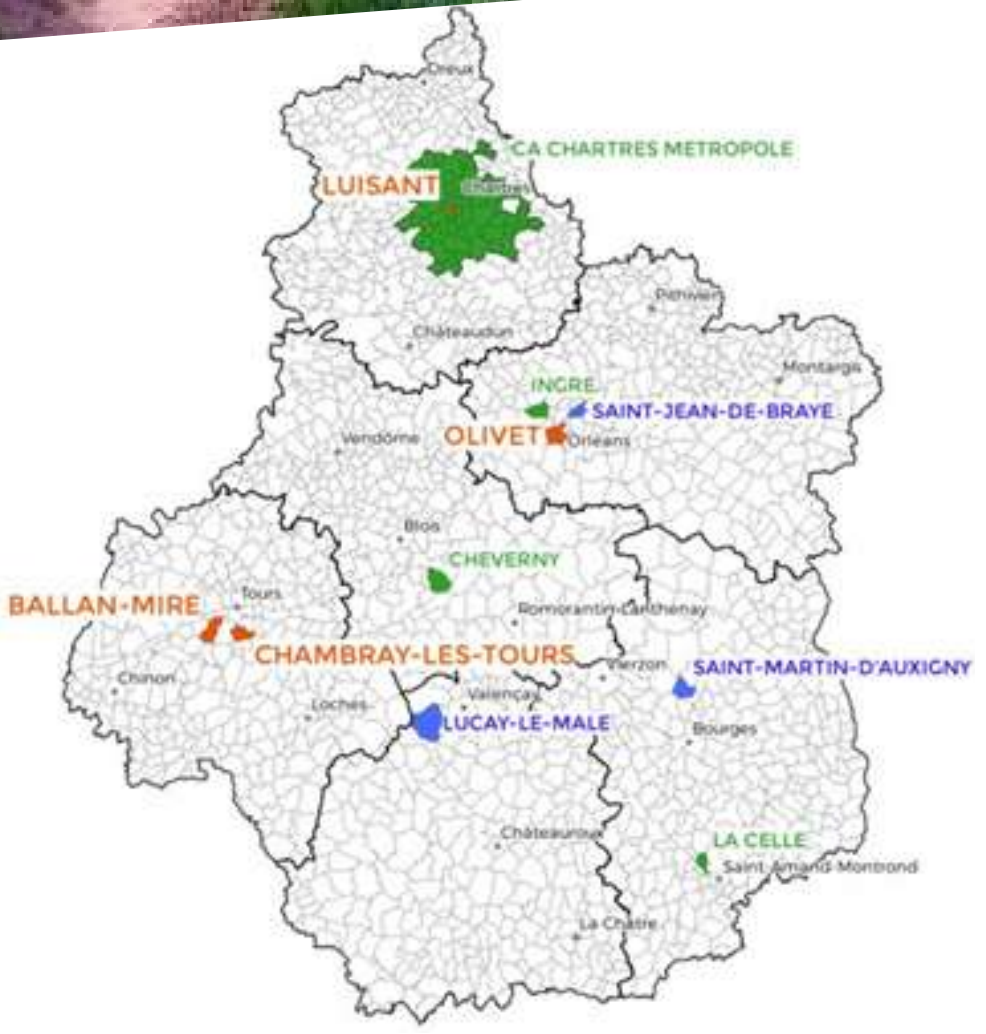 Dreux
CA CHARTRES METROPOLE
LUISANT
Chartres
Pithiviers
Châteaudun
Montargis
INGRE
SAINT-JEAN-DE-BRAYE
OLIVET
Orléans
Vendôme
Blois
CHEVERNY
Tours
BALLAN-MIRE
Romorantin-Lanthenay
CHAMBRAY-LES-TOURS
Vierzon
SAINT-MARTIN-D'AUXIGNY
Chinon
Valençay
Loches
LUCAY-LE-MALE
Bourges
Châteauroux
LA CELLE
Saint-Amand-Montrond
La Châtre